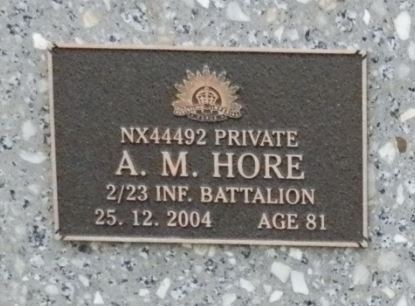 NX44492 PRIVATE
A. M. HORE
2/23 INF. BATTALION
25. 12. 2004 AGE 81